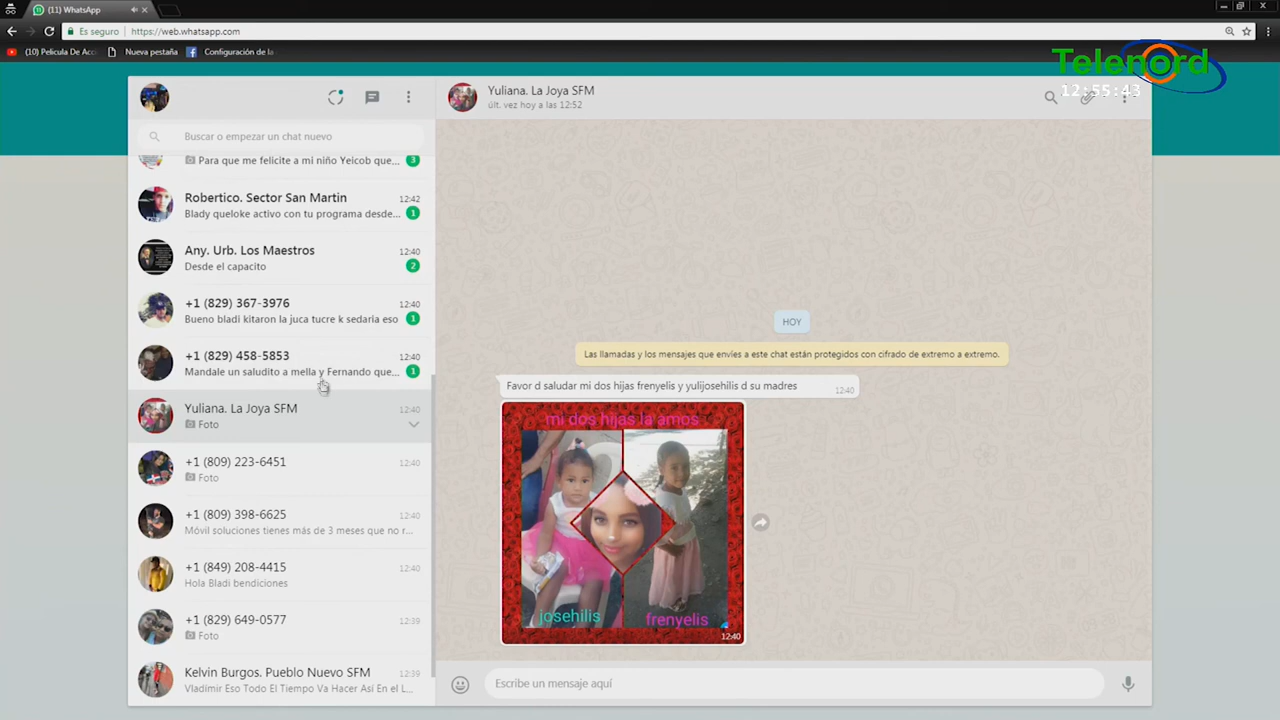 (11) WhatsApp
Es seguro
https://web.whatsapp.com
(10) Pelicula De Acc
Nueva pestaña
Configuración de la
Telenord
12:55:43
Buscar o empezar un chat nuevo
Para que me felicite a mi niño Yeicob que...
3
Robertico. Sector San Martin
12:42
Blady queloke activo con tu programa desde...
1
Any. Urb. Los Maestros
12:40
Desde el capacito
2
+1 (829) 367-3976
12:40
Bueno bladi kitaron la juca tucre k sedaria eso
1
+1 (829) 458-5853
12:40
Mandale un saludito a mella y Fernando que...
1
Yuliana. La Joya SFM
12:40
Foto
+1 (809) 223-6451
12:40
Foto
+1 (809) 398-6625
12:40
Móvil soluciones tienes más de 3 meses que no r...
+1 (849) 208-4415
12:40
Hola Bladi bendiciones
+1 (829) 649-0577
12:39
Foto
Kelvin Burgos. Pueblo Nuevo SFM
12:39
Vladimir Eso Todo El Tiempo Va Hacer Asi En el L...
Yuliana. La Joya SFM
últ. vez hoy a las 12:52
HOY
Las llamadas y los mensajes que envíes a este chat están protegidos con cifrado de extremo a extremo.
Favor d saludar mi dos hijas frenyelis y yulijosehilis d su madres
12:40
mi dos hijas la amos
josehilis
frenyelis
12:40
Escribe un mensaje aquí